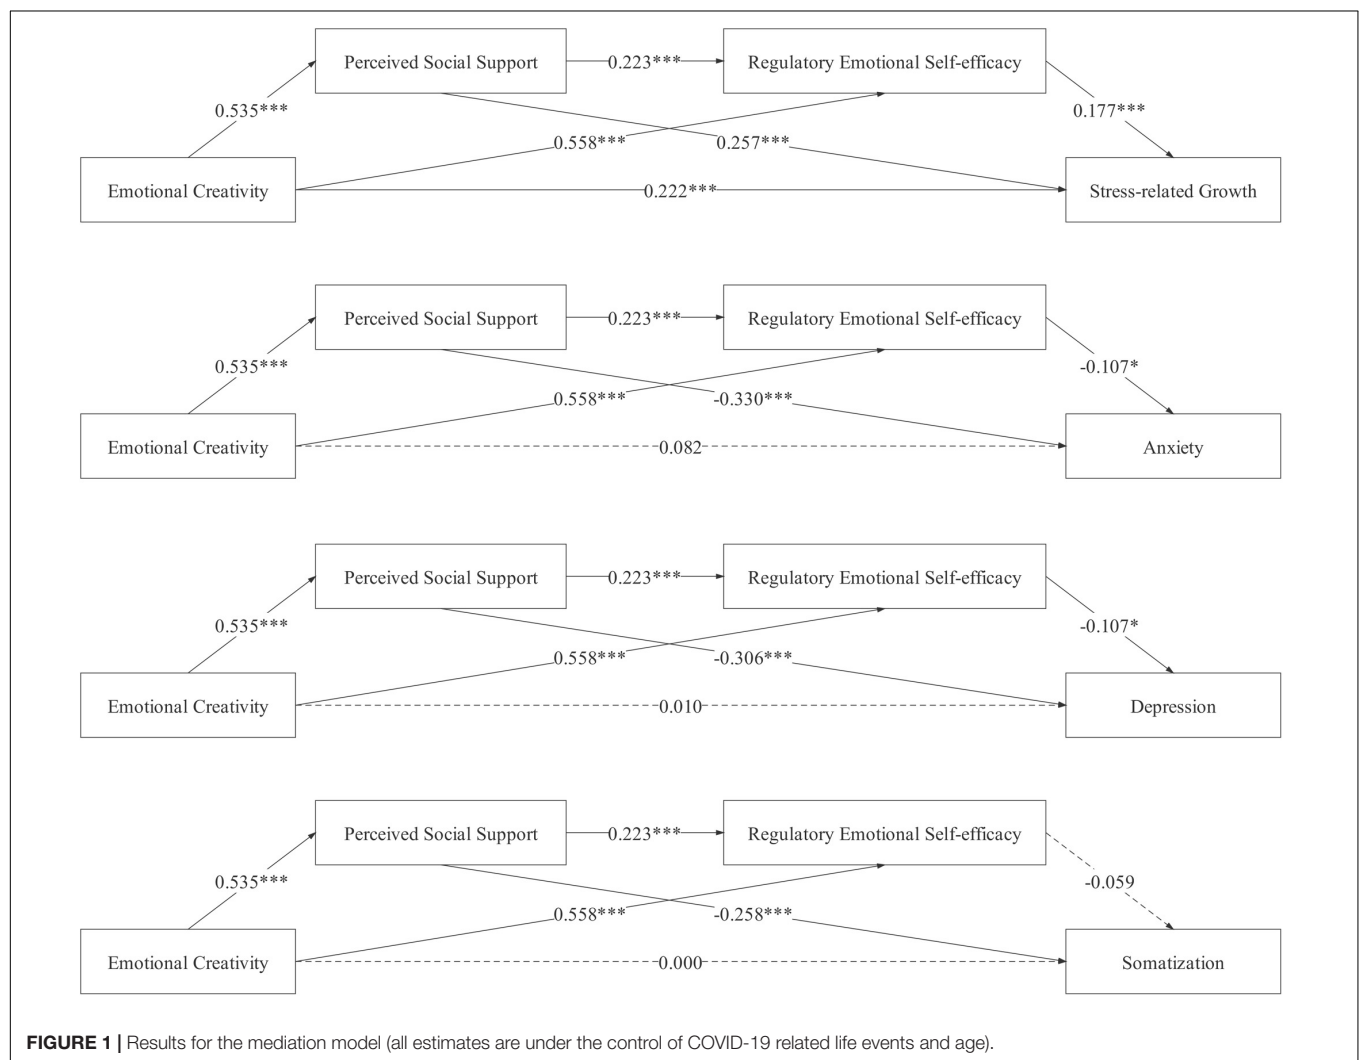 Perceived Social Support
0.223***
Regulatory Emotional Self-efficacy
0.535***
0.177***
0.558***
0.257***
Emotional Creativity
0.222***
Stress-related Growth
Perceived Social Support
0.223***
Regulatory Emotional Self-efficacy
0.535***
-0.107*
0.558***
-0.330***
Emotional Creativity
0.082
Anxiety
Perceived Social Support
0.223***
Regulatory Emotional Self-efficacy
0.535***
-0.107*
0.558***
-0.306***
Emotional Creativity
0.010
Depression
Perceived Social Support
0.223***
Regulatory Emotional Self-efficacy
0.535***
-0.059
0.558***
-0.258***
Emotional Creativity
0.000
Somatization
FIGURE 1 | Results for the mediation model (all estimates are under the control of COVID-19 related life events and age).